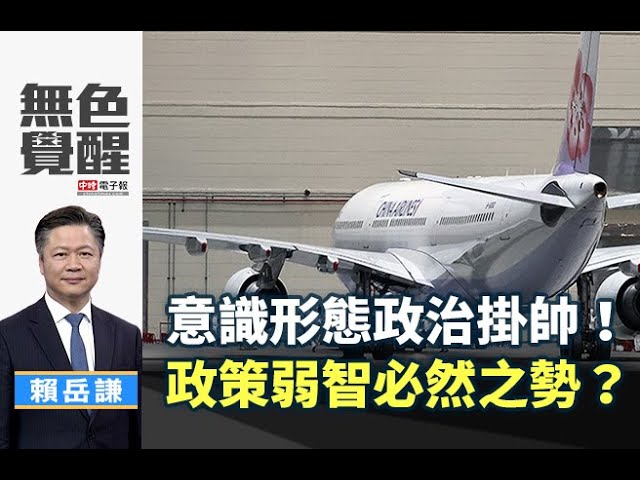 無色
覺醒
中時 電子報
賴岳謙
CHINA AIRLINES
意識形態政治掛帥！
政策弱智必然之勢？